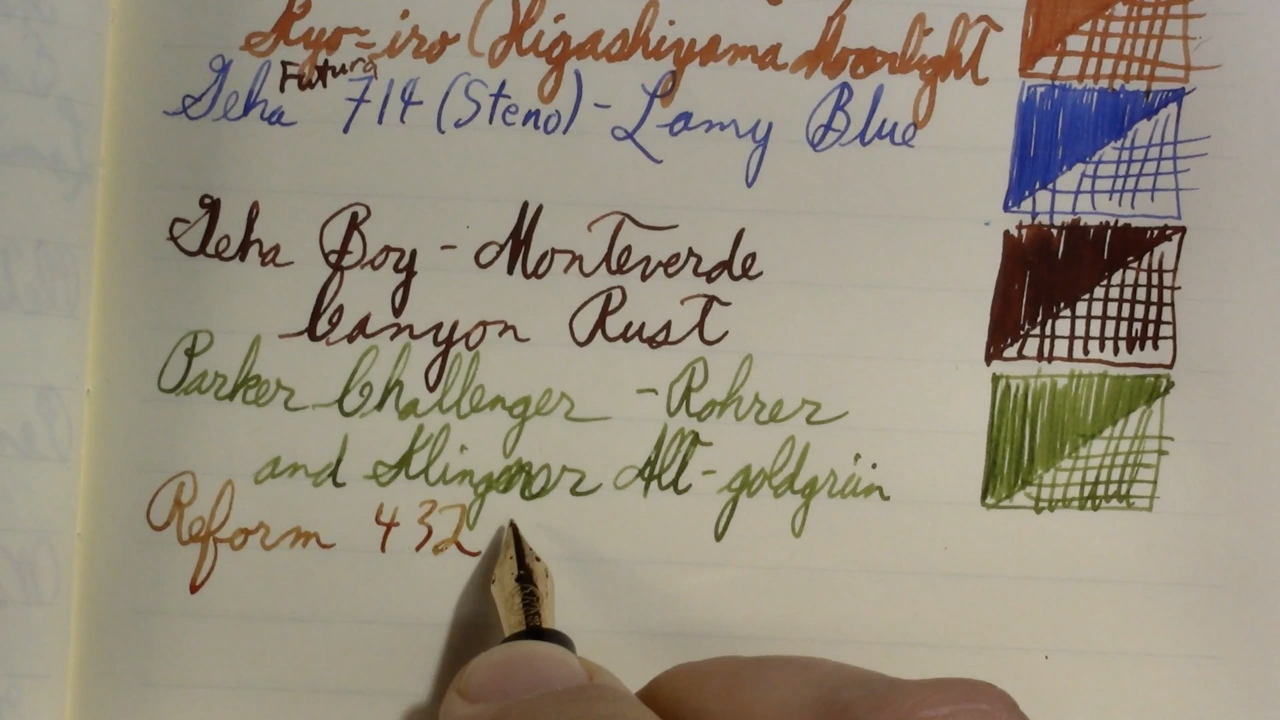 Kyo-iro (Higashiyama Moonlight
Futura
Geha 714 (Steno) - Lamy Blue
Geha Boy - Monteverde
Canyon Rust
Parker Challenger - Rohrer
and Klingner Alt-goldgrün
Reform 432